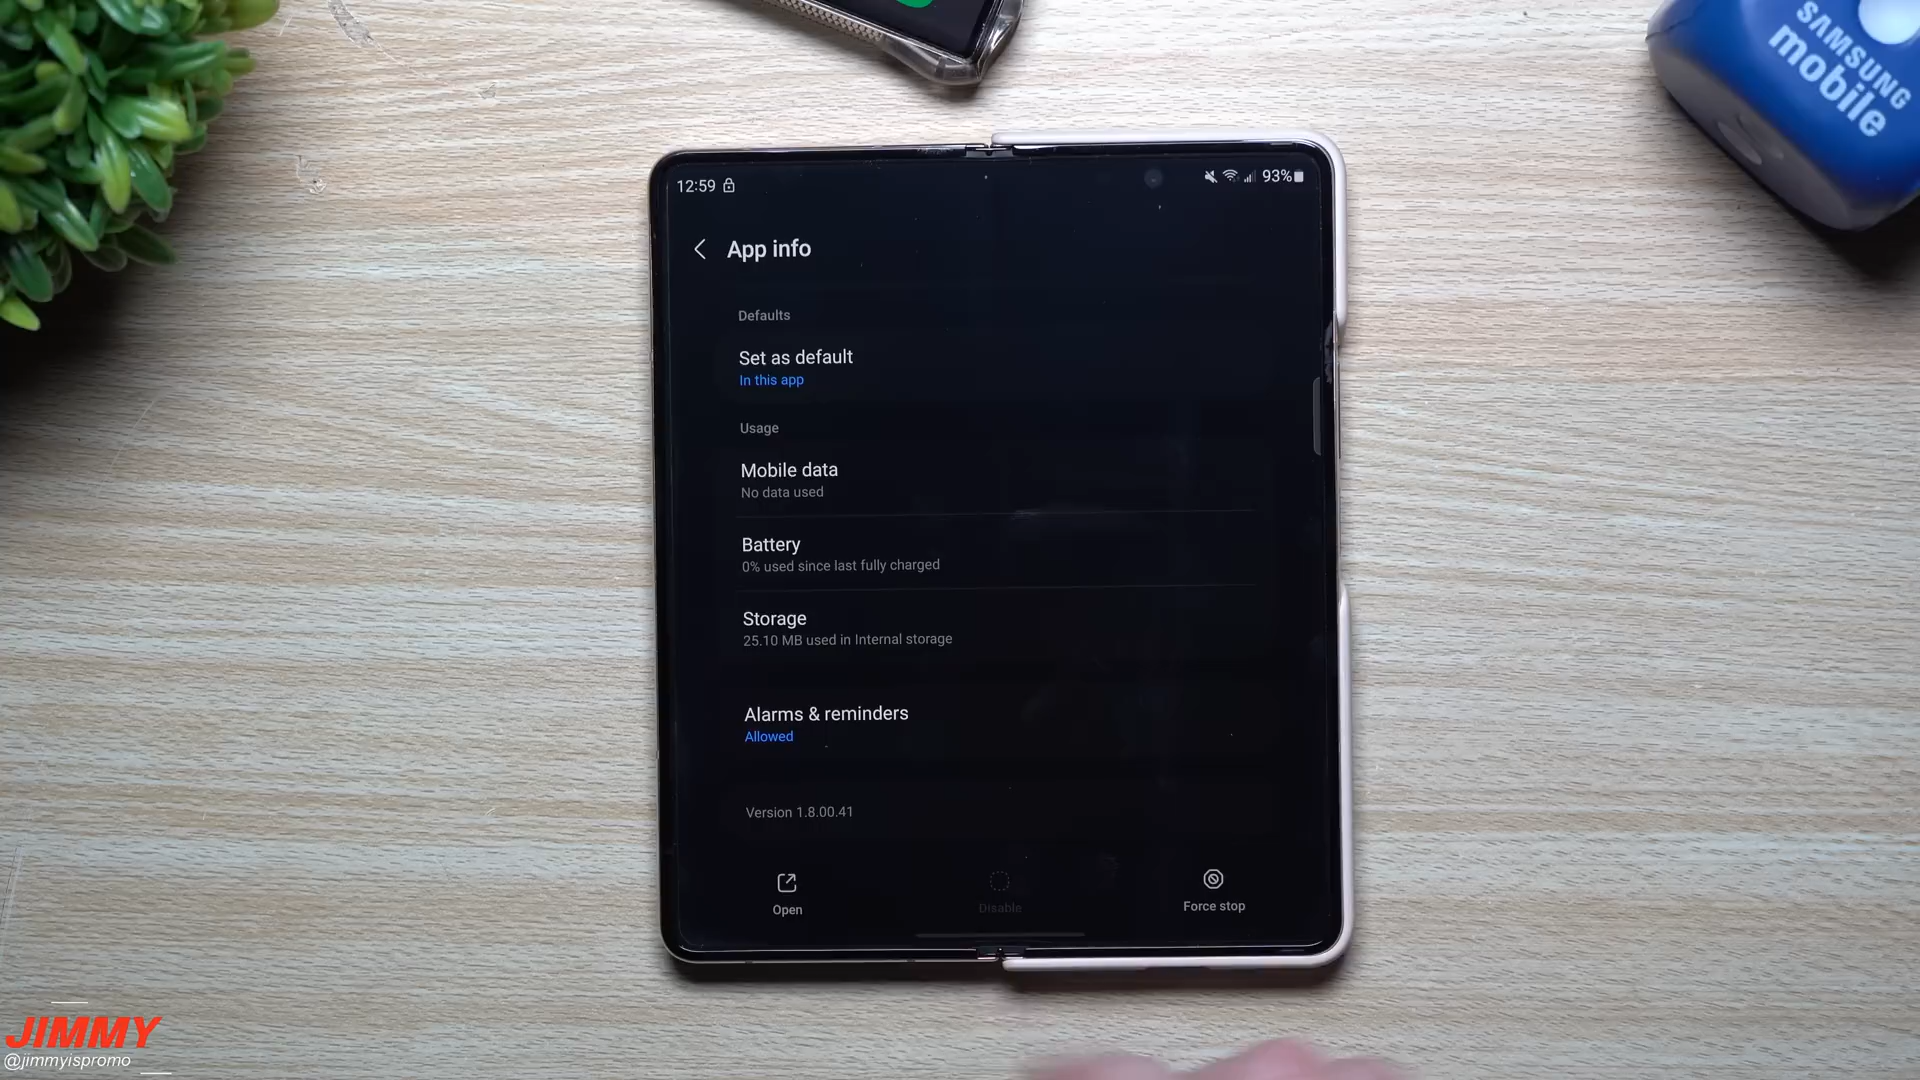 SAMSUNG
mobile
12:59
93%
App info
Defaults
Set as default
In this app
Usage
Mobile data
No data used
Battery
0% used since last fully charged
Storage
25.10 MB used in Internal storage
Alarms & reminders
Allowed
Version 1.8.00.41
Open
Disable
Force stop
JIMMY
@jimmyispromo